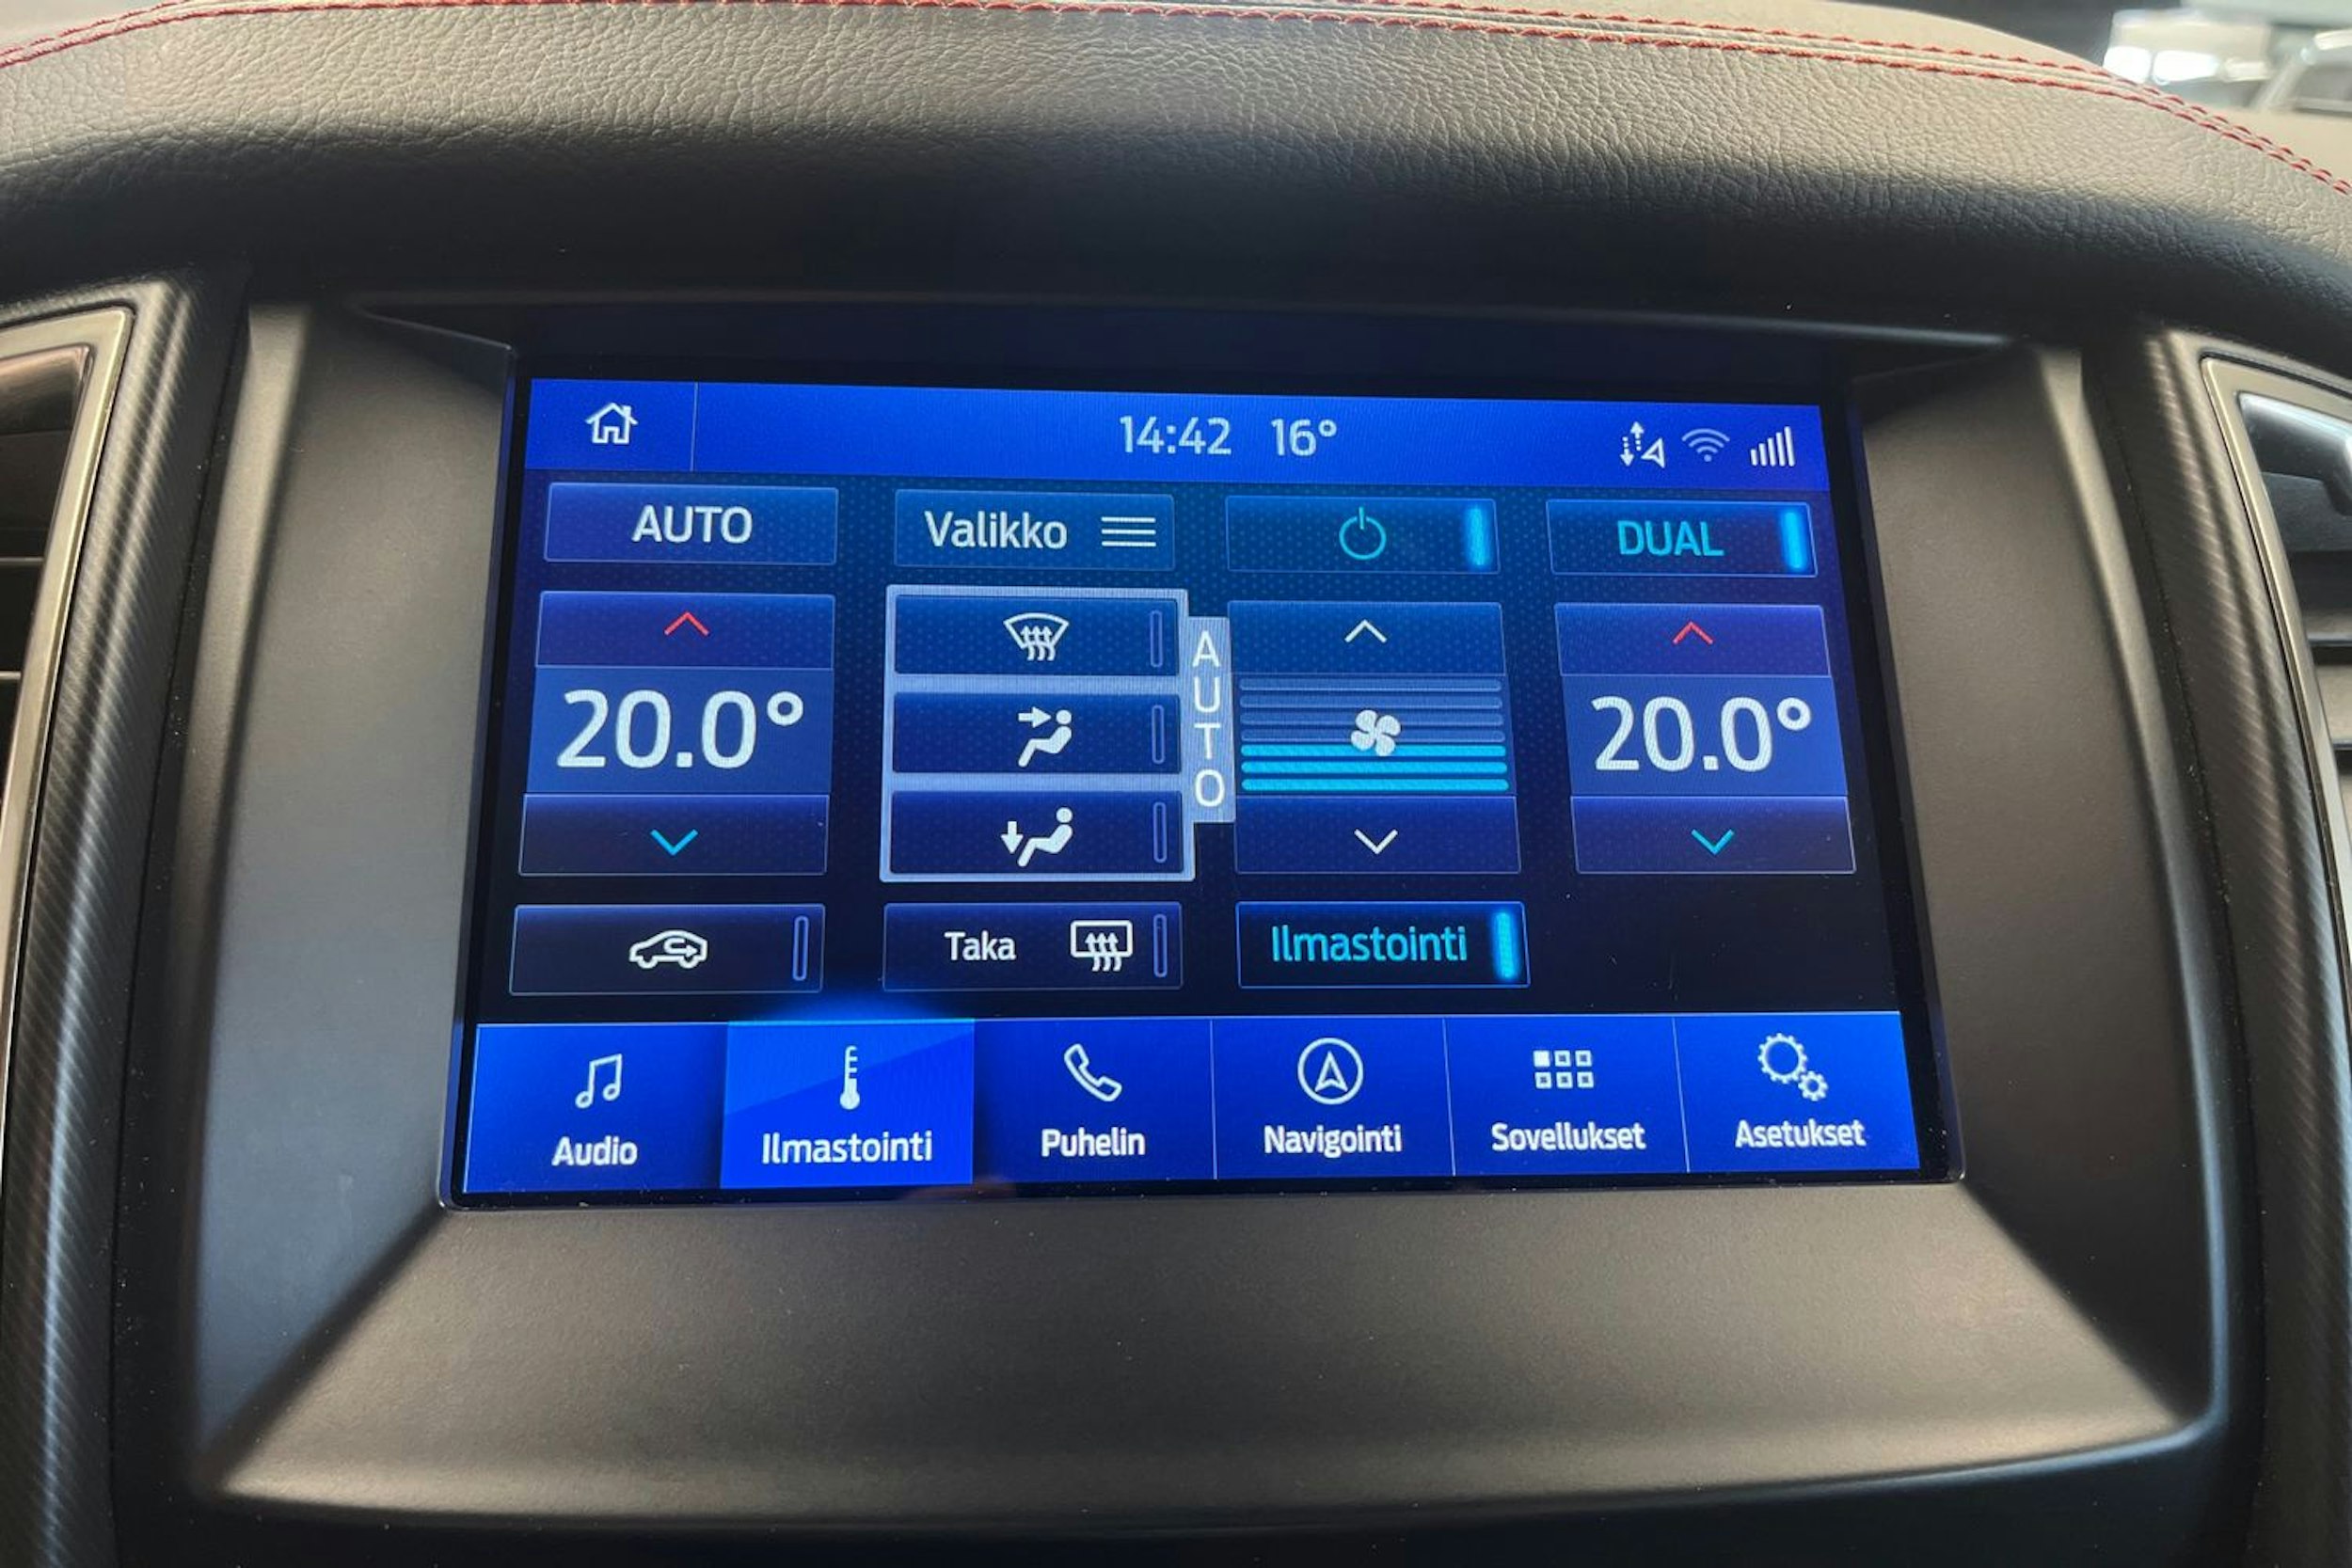 14:42 16°
AUTO
Valikko
DUAL
20.0°
AUTO
20.0°
Taka
Ilmastointi
Audio
Ilmastointi
Puhelin
Navigointi
Sovellukset
Asetukset